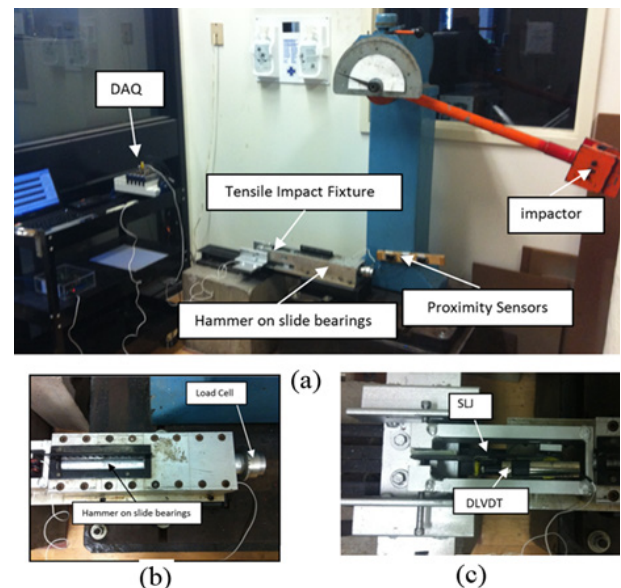 DAQ
Tensile Impact Fixture
impactor
Hammer on slide bearings
Proximity Sensors
(a)
Load Cell
Hammer on slide bearings
(b)
SLJ
DLVDT
(c)